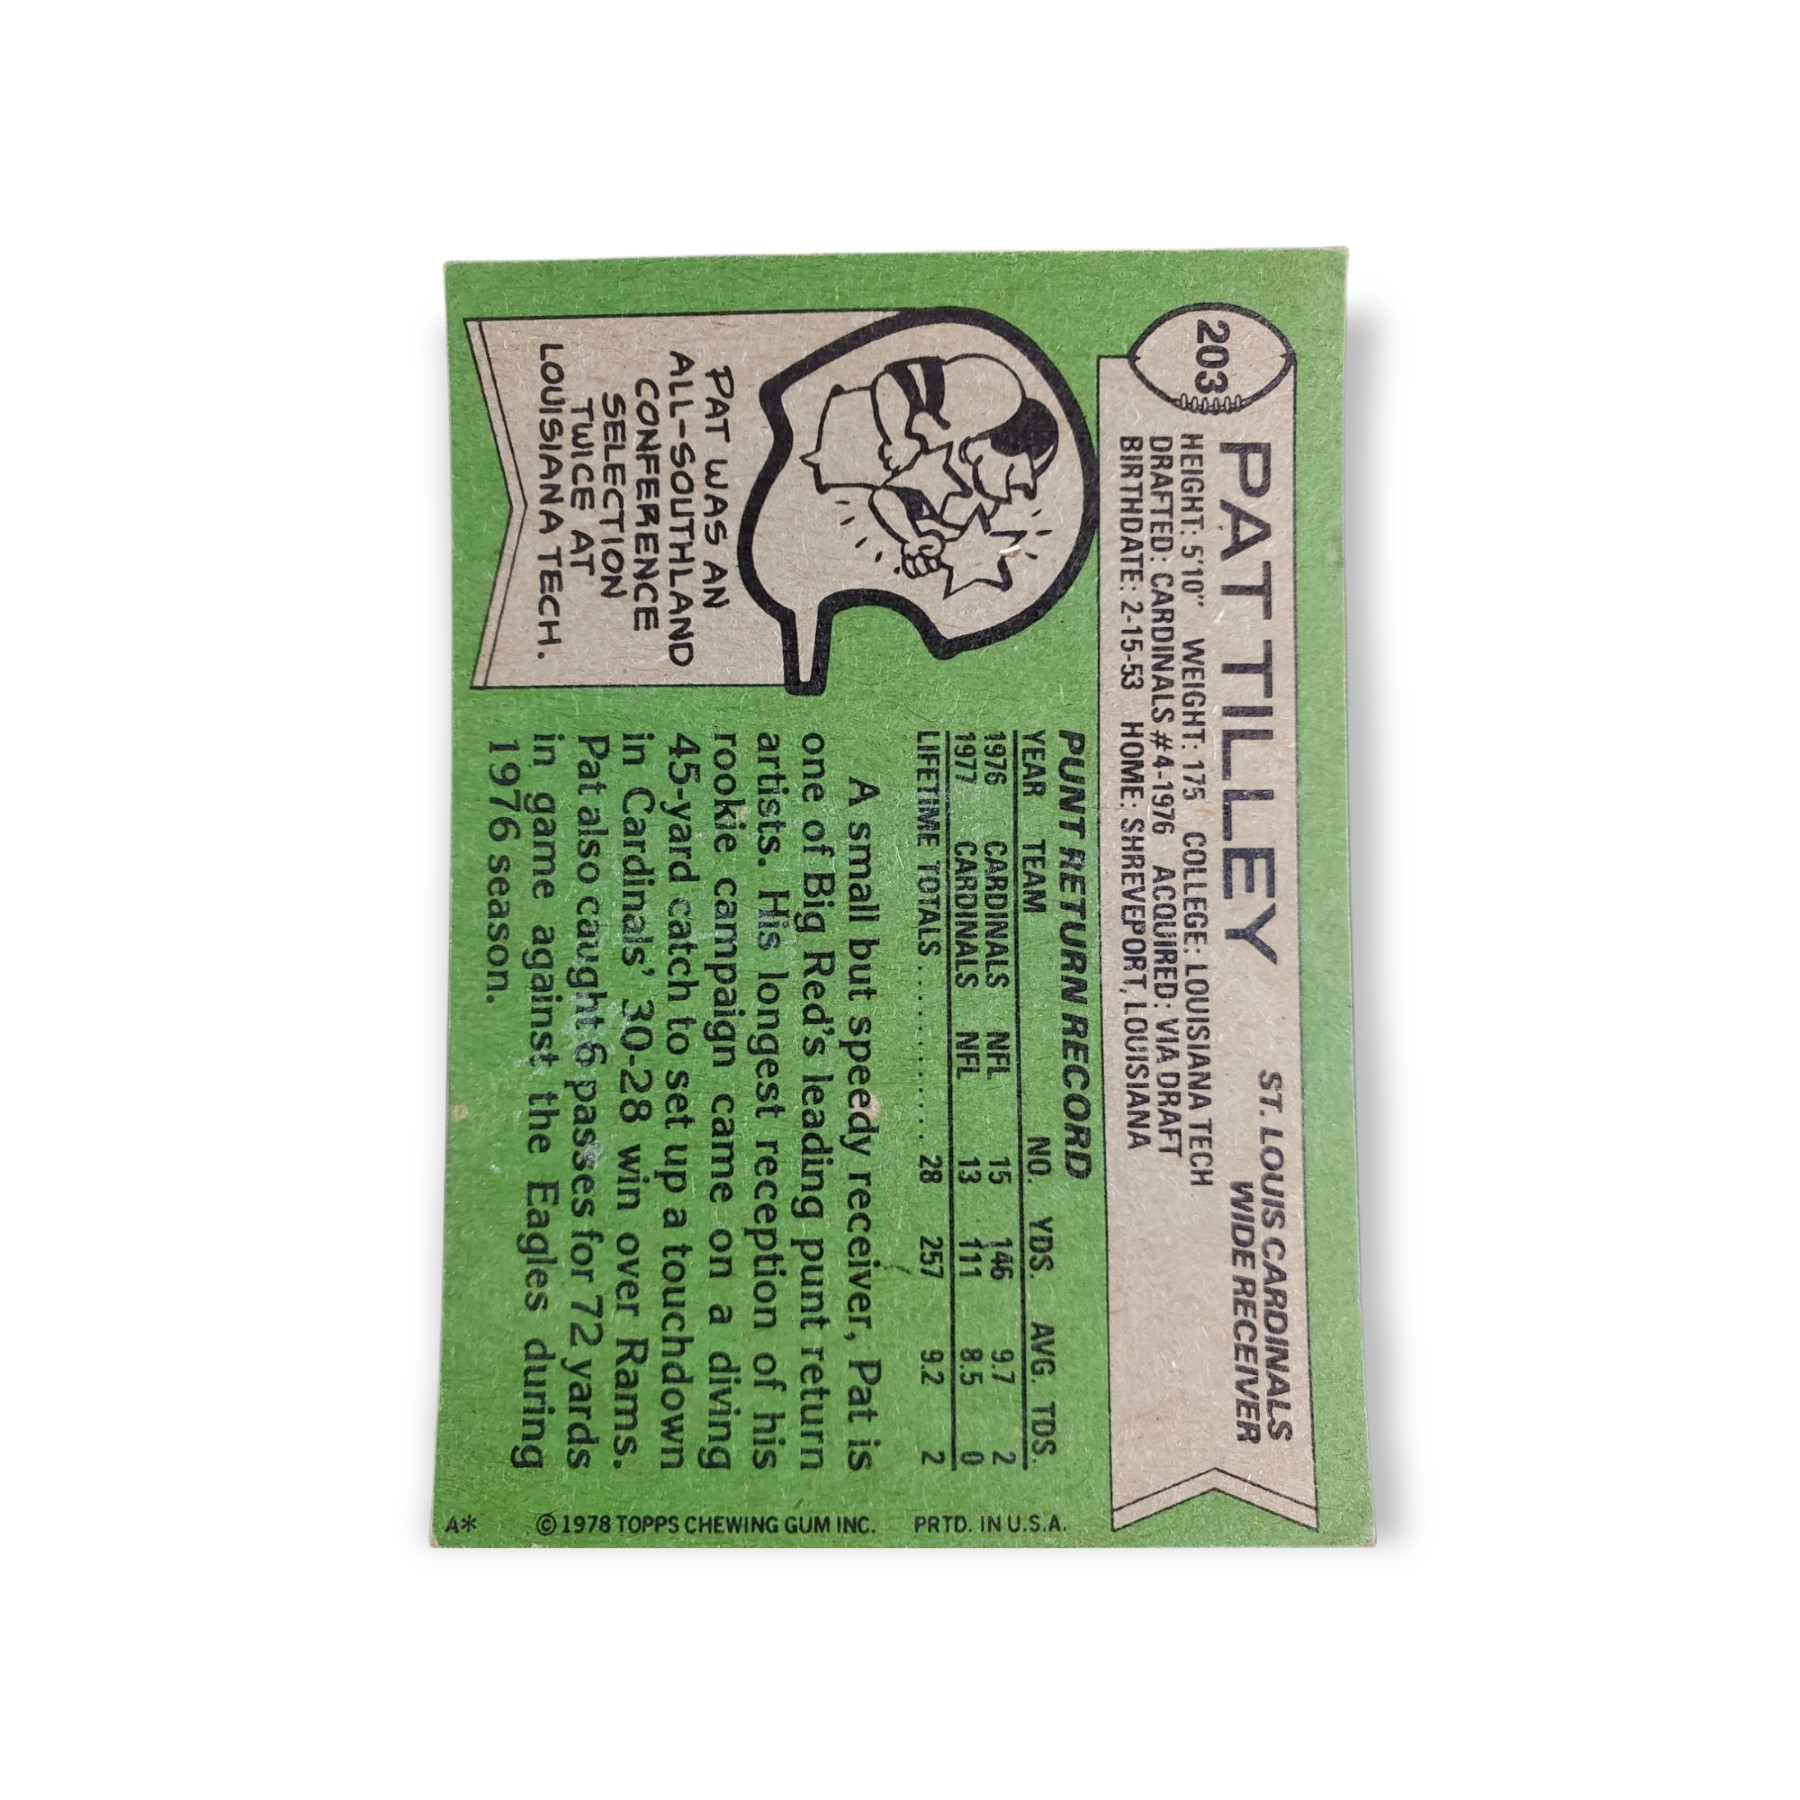 203
PAT TILLEY
ST. LOUIS CARDINALS
WIDE RECEIVER
HEIGHT: 5'10" WEIGHT: 175 COLLEGE: LOUISIANA TECH
DRAFTED: CARDINALS #4-1976 ACQUIRED: VIA DRAFT
BIRTHDATE: 2-15-53 HOME: SHREVEPORT, LOUISIANA
PAT WAS AN
ALL-SOUTHLAND
CONFERENCE
SELECTION
TWICE AT
LOUISIANA TECH.
PUNT RETURN RECORD
YEAR TEAM NO. YDS. AVG. TDS.
1976 CARDINALS NFL 15 146 9.7 2
1977 CARDINALS NFL 13 111 8.5 0
LIFETIME TOTALS .............. 28 257 9.2 2
A small but speedy receiver, Pat is
one of Big Red's leading punt return
artists. His longest reception of his
rookie campaign came on a diving
45-yard catch to set up a touchdown
in Cardinals' 30-28 win over Rams.
Pat also caught 6 passes for 72 yards
in game against the Eagles during
1976 season.
A* © 1978 TOPPS CHEWING GUM INC. PRTD. IN U.S.A.